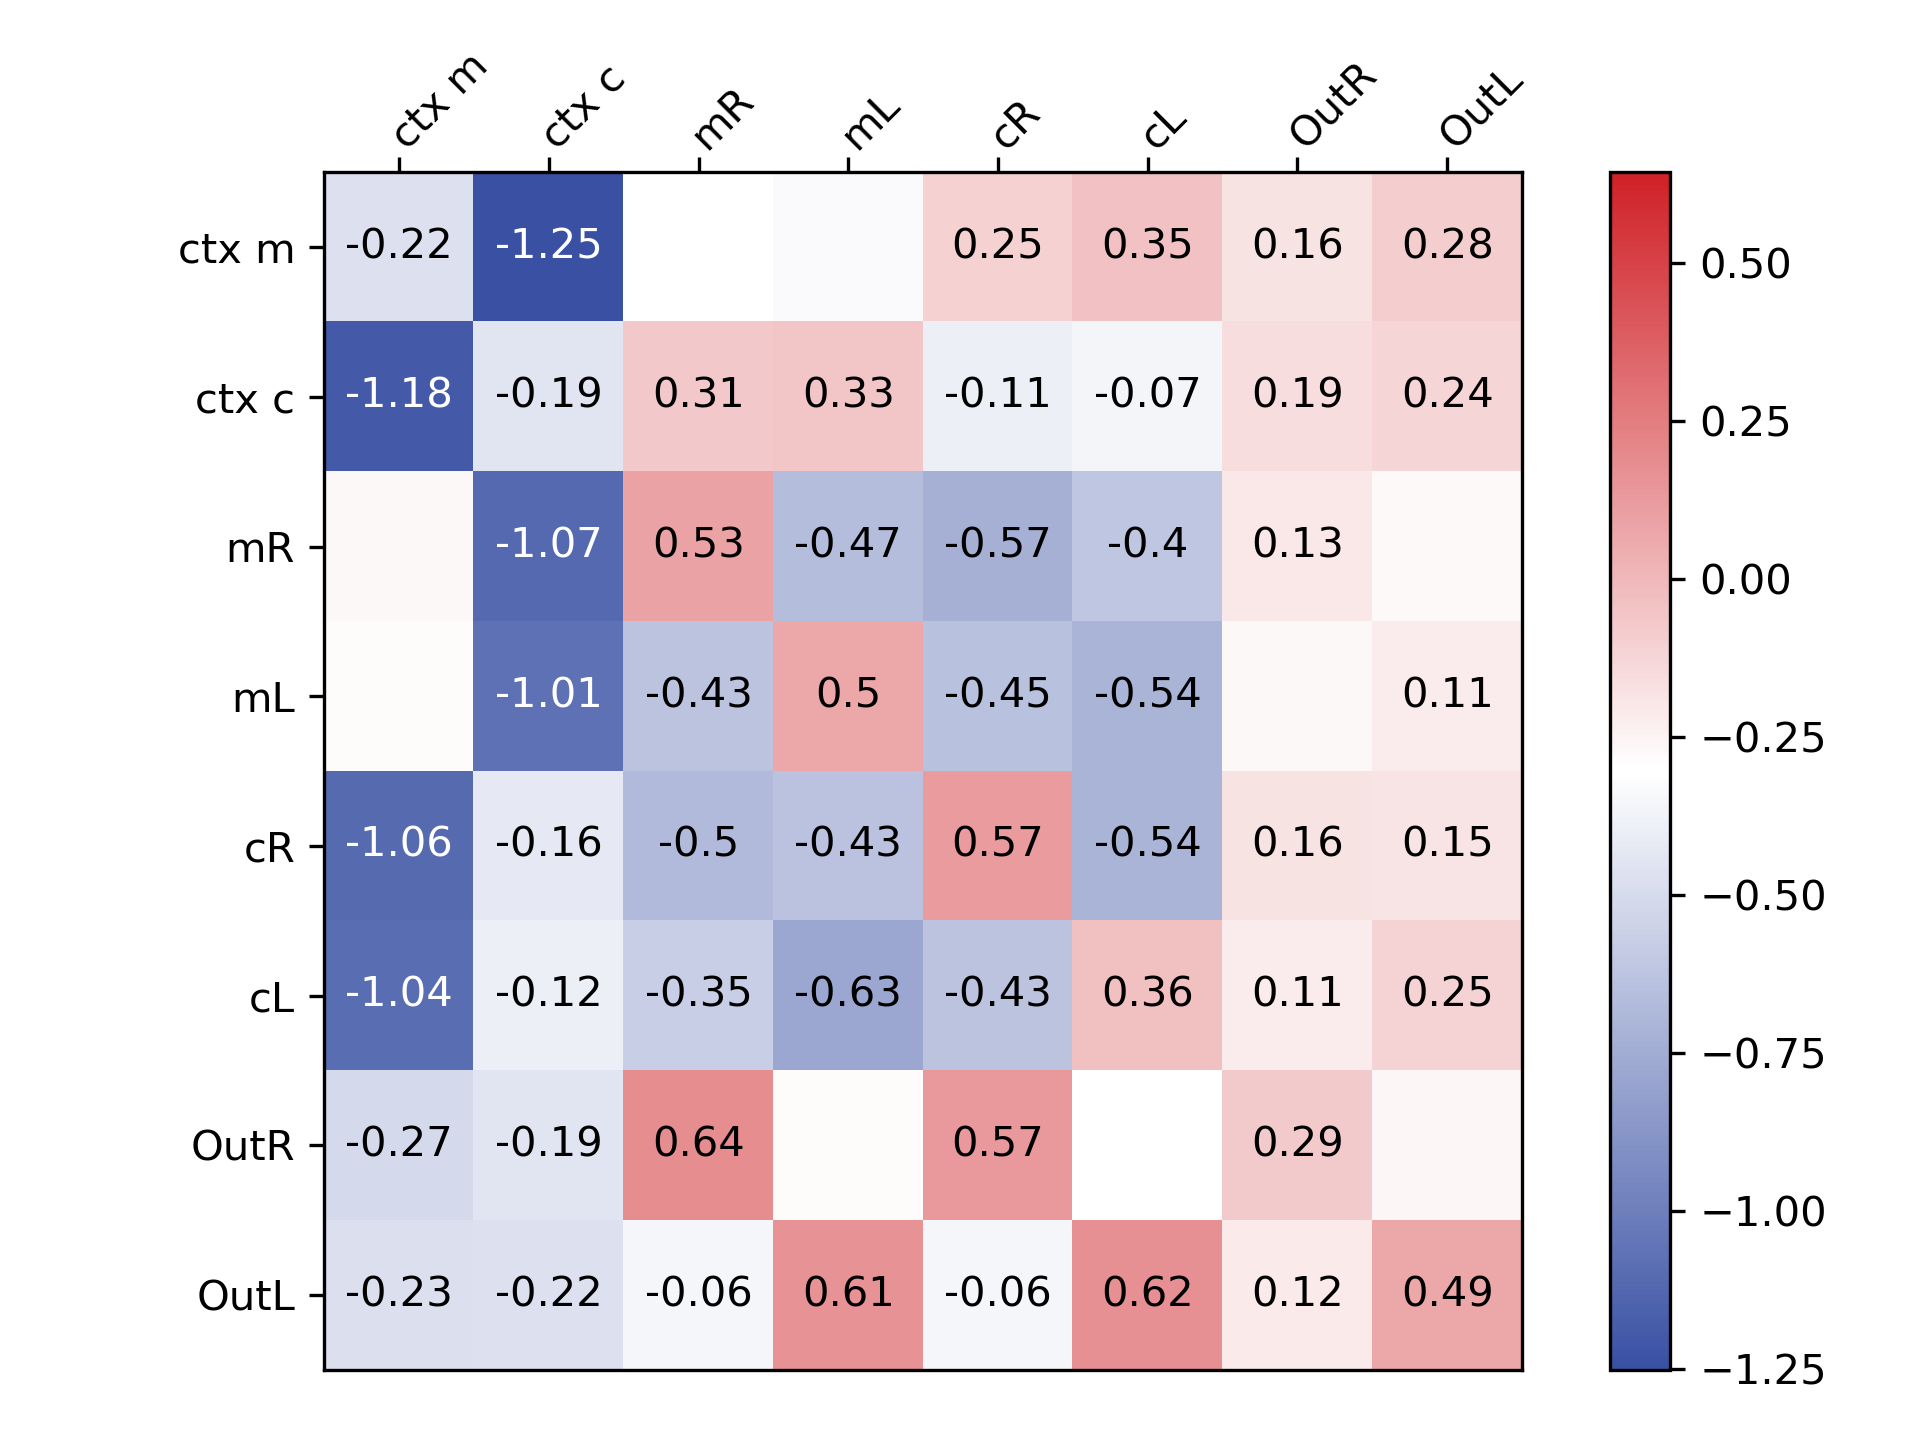 ctx m ctx c mR mL cR cL OutR OutL
ctx m -0.22 -1.25 0.25 0.35 0.16 0.28
ctx c -1.18 -0.19 0.31 0.33 -0.11 -0.07 0.19 0.24
mR -1.07 0.53 -0.47 -0.57 -0.4 0.13
mL -1.01 -0.43 0.5 -0.45 -0.54 0.11
cR -1.06 -0.16 -0.5 -0.43 0.57 -0.54 0.16 0.15
cL -1.04 -0.12 -0.35 -0.63 -0.43 0.36 0.11 0.25
OutR -0.27 -0.19 0.64 0.57 0.29
OutL -0.23 -0.22 -0.06 0.61 -0.06 0.62 0.12 0.49
0.50
0.25
0.00
−0.25
−0.50
−0.75
−1.00
−1.25